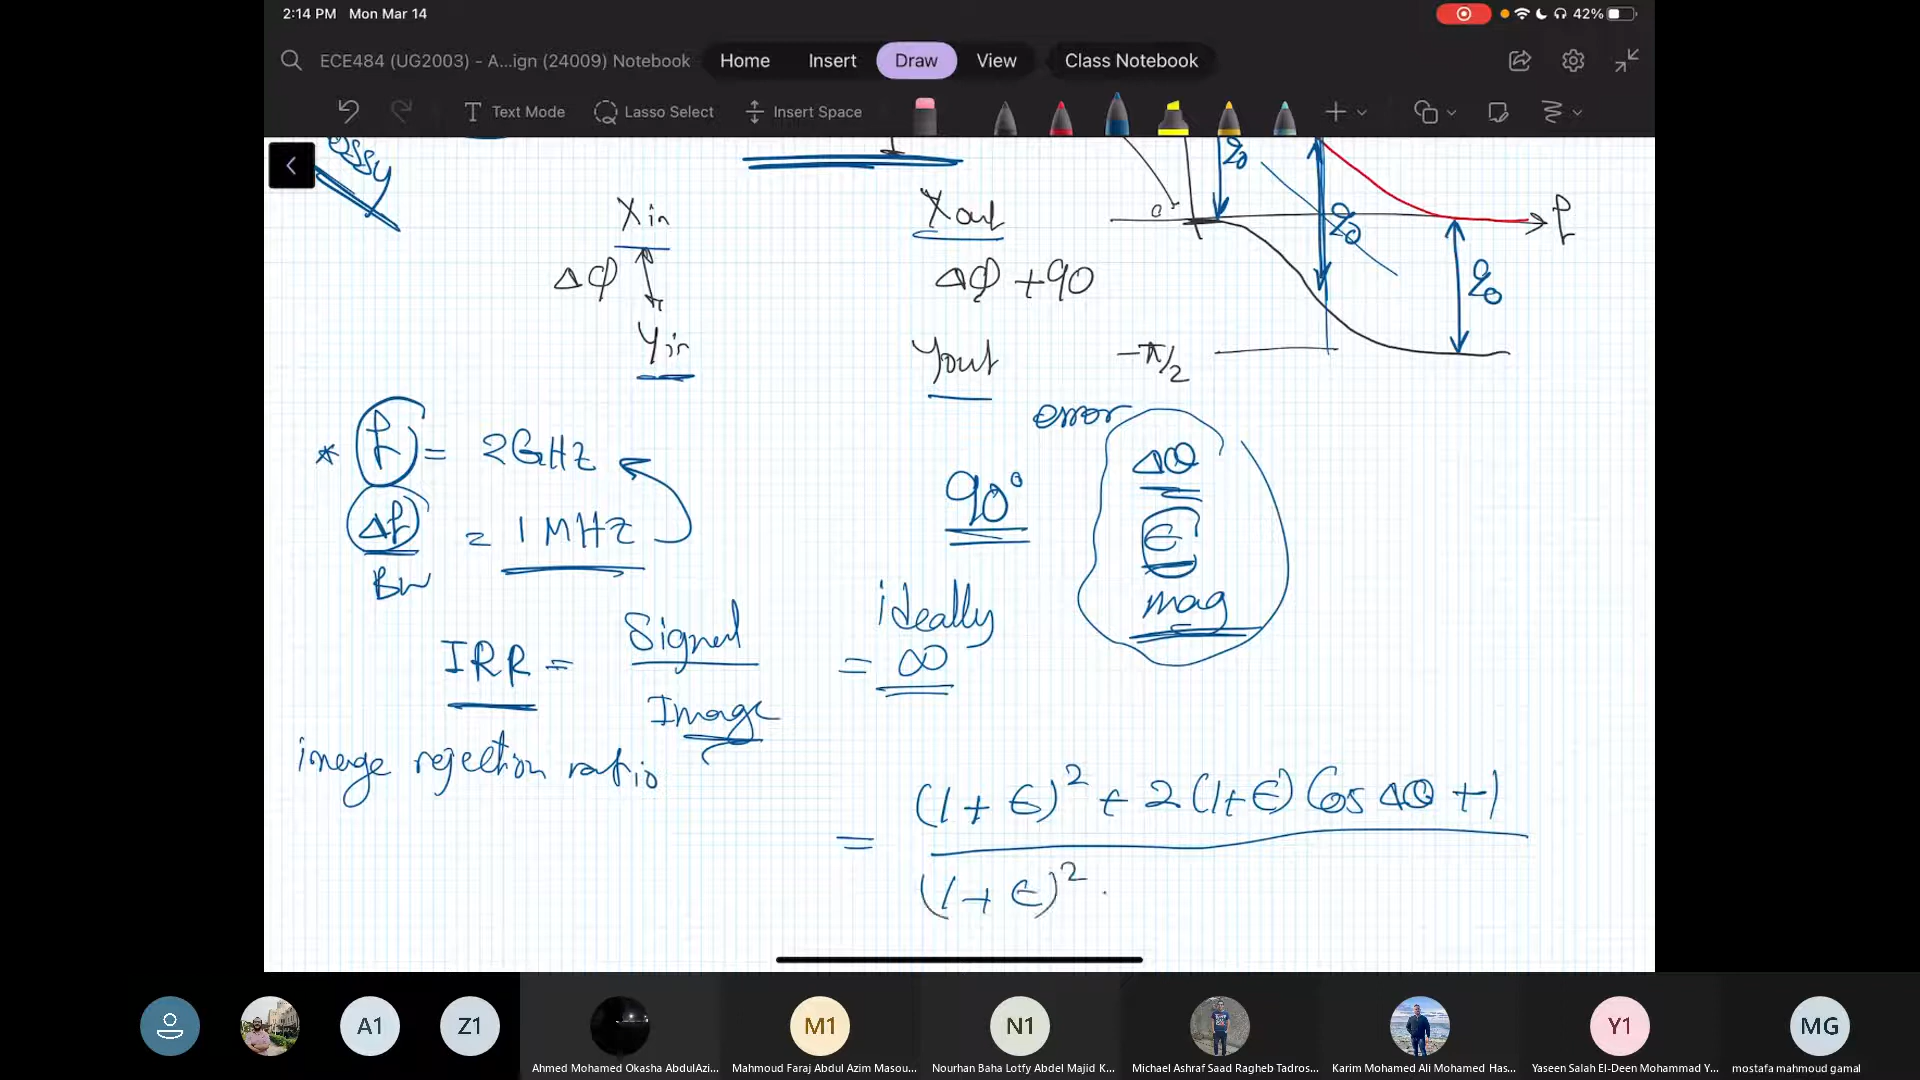 2:14 PM Mon Mar 14
42%
ECE484 (UG2003) - A...ign (24009) Notebook
Home Insert Draw View Class Notebook
Text Mode Lasso Select Insert Space
essy
Xin
Xout
90
0
f
Δφ
Δφ +90
90
90
Yin
Yout
-π/2
error
* f = 2GHz
90°
Δθ
Δf = 1 MHz
ϵ
BW
mag
ideally
IRR = Signal / Image = ∞
image rejection ratio
= (1+ϵ)² + 2(1+ϵ) Cos Δθ +1
(1+ϵ)²
A1
Z1
M1
N1
Y1
MG
Ahmed Mohamed Okasha AbdulAzi...
Mahmoud Faraj Abdul Azim Masou...
Nourhan Baha Lotfy Abdel Majid K...
Michael Ashraf Saad Ragheb Tadros...
Karim Mohamed Ali Mohamed Has...
Yaseen Salah El-Deen Mohammad Y...
mostafa mahmoud gamal